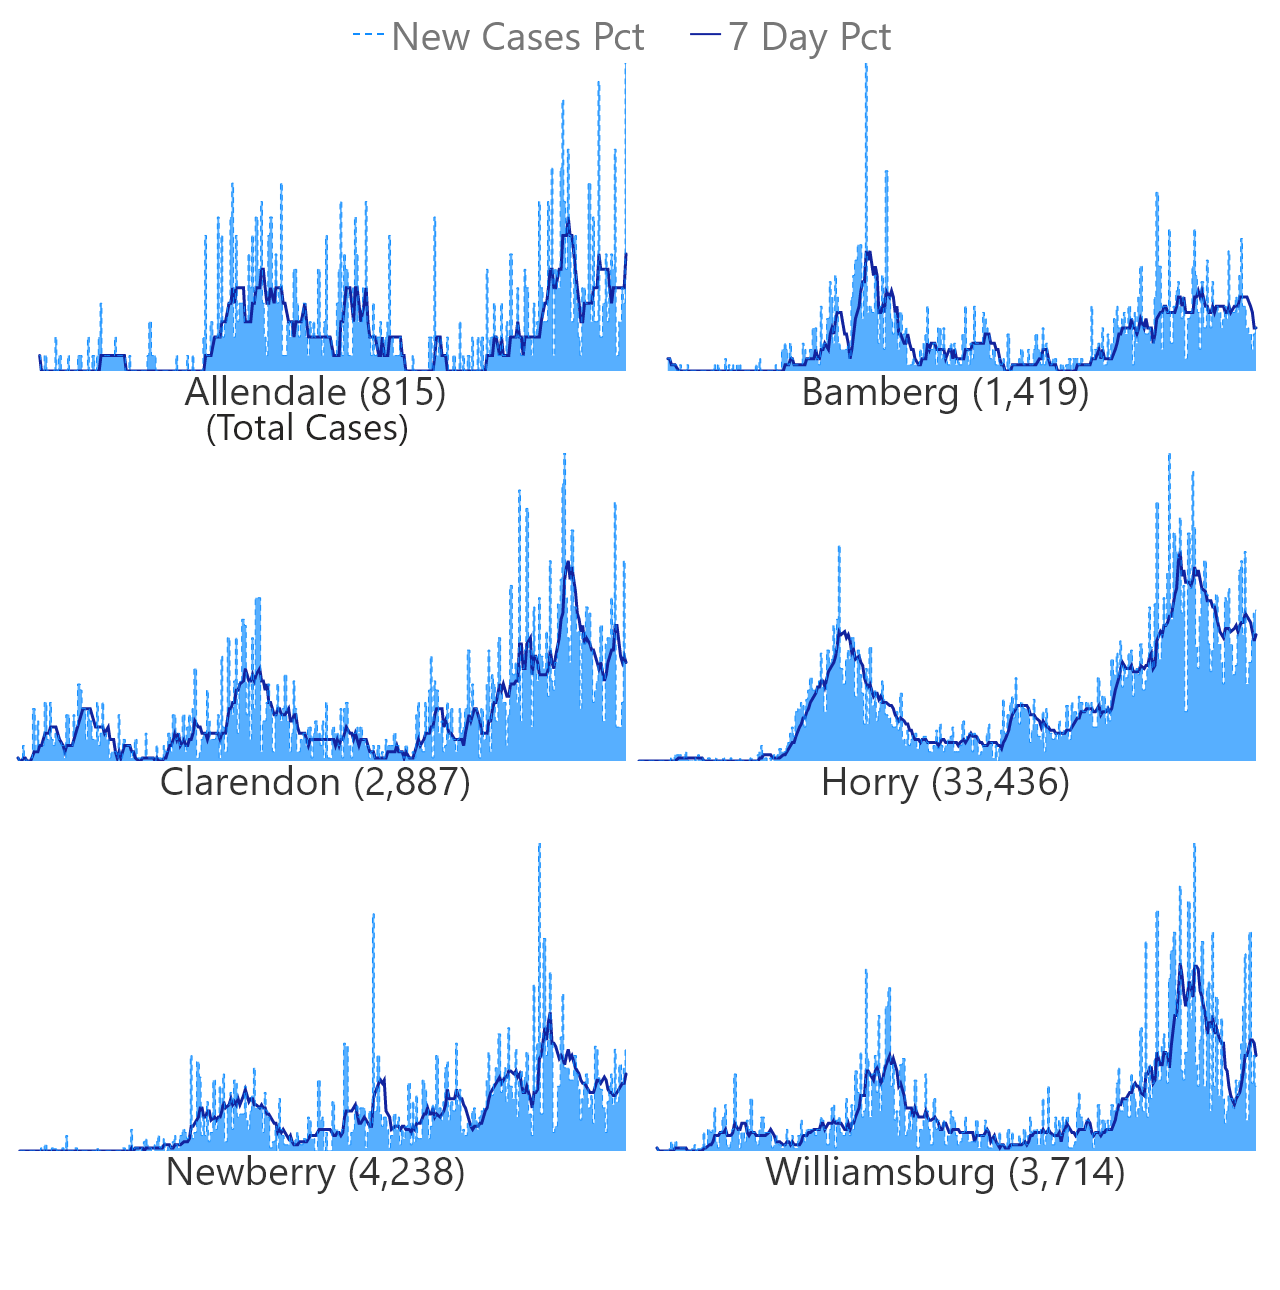 New Cases Pct 7 Day Pct
Allendale (815) Bamberg (1,419)
(Total Cases)
Clarendon (2,887) Horry (33,436)
Newberry (4,238) Williamsburg (3,714)